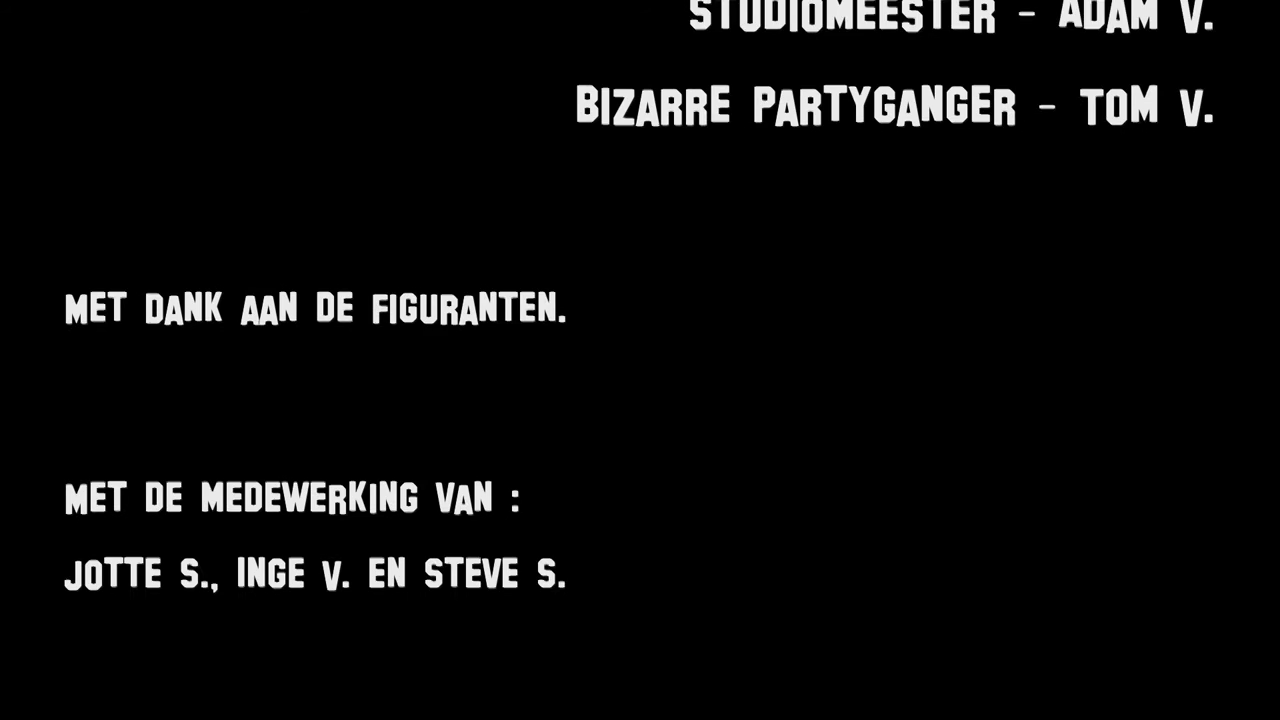 STUDIOMEESTER - ADAM V.
BIZARRE PARTYGANGER - TOM V.
MET DANK AAN DE FIGURANTEN.
MET DE MEDEWERKING VAN :
JOTTE S., INGE V. EN STEVE S.